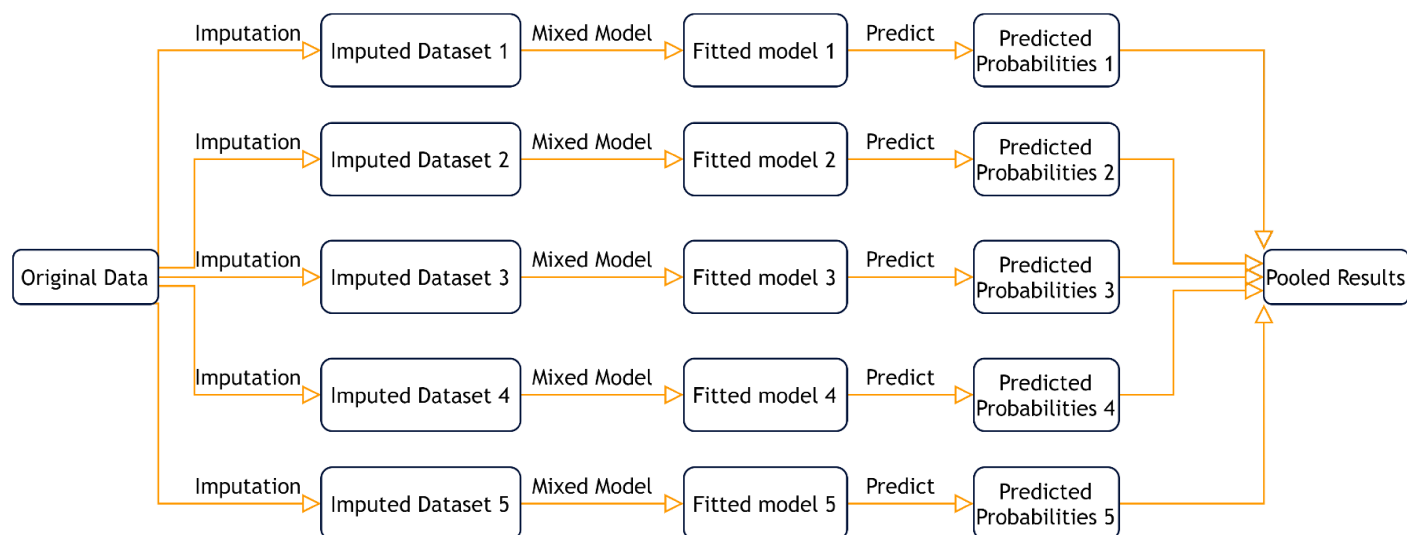 Imputation
Imputed Dataset 1
Mixed Model
Fitted model 1
Predict
Predicted
Probabilities 1
Imputation
Imputed Dataset 2
Mixed Model
Fitted model 2
Predict
Predicted
Probabilities 2
Original Data
Imputation
Imputed Dataset 3
Mixed Model
Fitted model 3
Predict
Predicted
Probabilities 3
Pooled Results
Imputation
Imputed Dataset 4
Mixed Model
Fitted model 4
Predict
Predicted
Probabilities 4
Imputation
Imputed Dataset 5
Mixed Model
Fitted model 5
Predict
Predicted
Probabilities 5